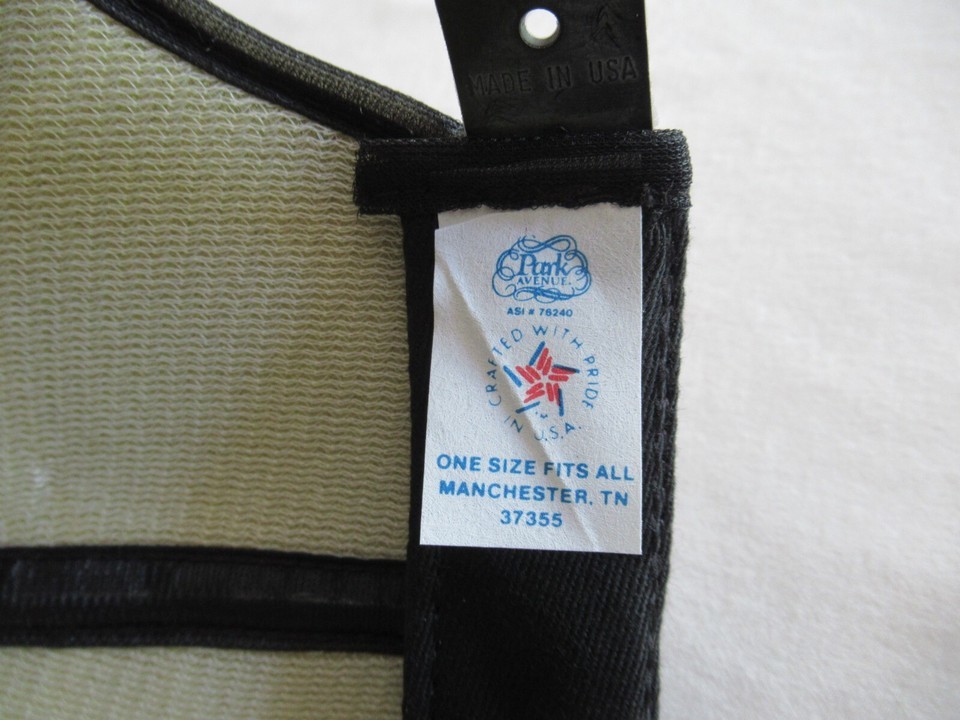 MADE IN USA
Park
AVENUE.
ASI # 76240
CRAFTED WITH PRIDE
IN U.S.A.
ONE SIZE FITS ALL
MANCHESTER, TN
37355